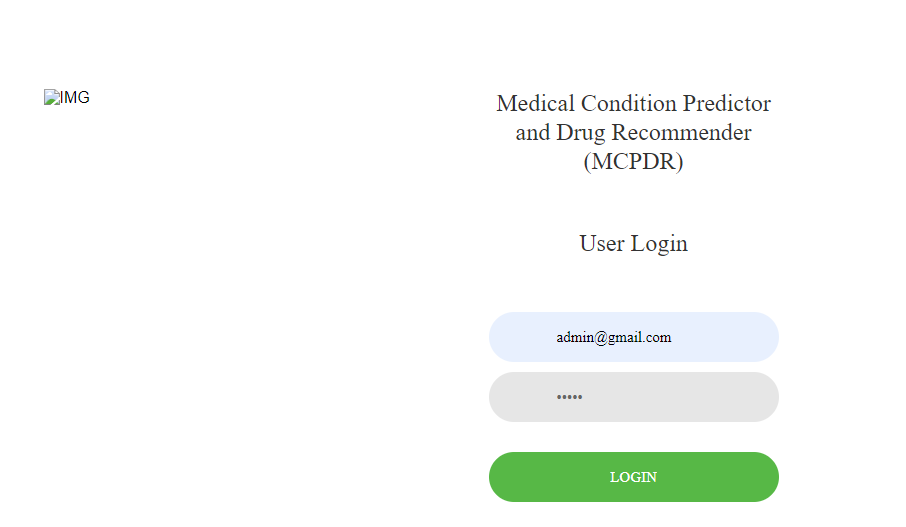 IMG
Medical Condition Predictor
and Drug Recommender
(MCPDR)
User Login
admin@gmail.com
•••••
LOGIN